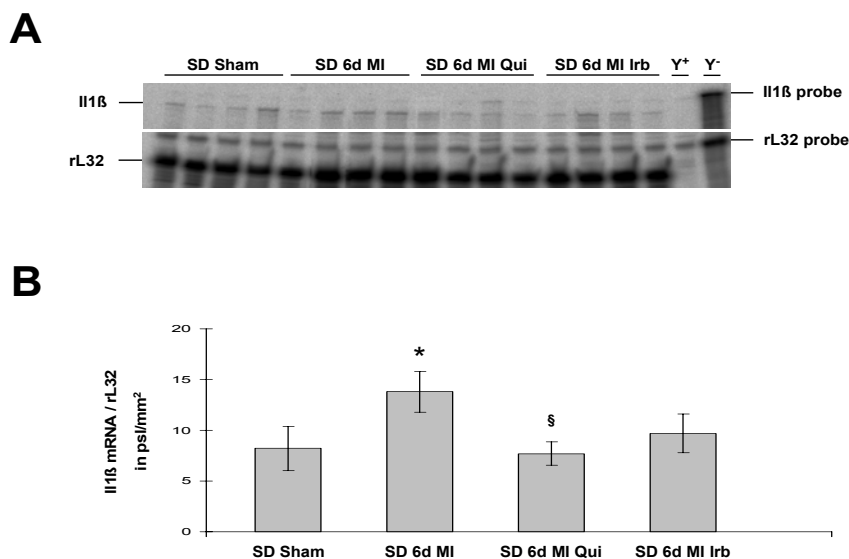 A
SD Sham SD 6d MI SD 6d MI Qui SD 6d MI Irb Y⁺ Y⁻
Il1ß Il1ß probe
rL32 probe
rL32
B
Il1ß mRNA / rL32
in psl/mm²
20
15
10
5
0
*
§
SD Sham SD 6d MI SD 6d MI Qui SD 6d MI Irb